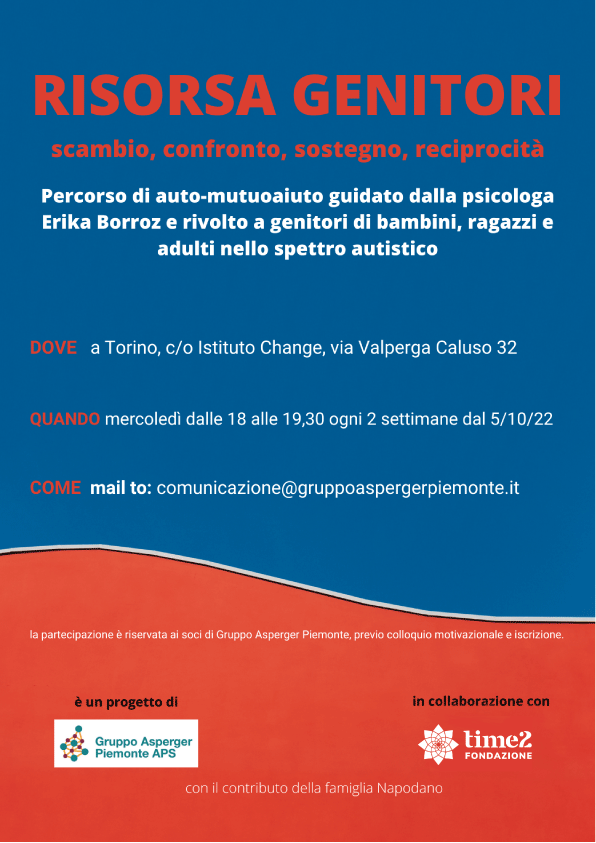 RISORSA GENITORI
scambio, confronto, sostegno, reciprocità
Percorso di auto-mutuoaiuto guidato dalla psicologa
Erika Borroz e rivolto a genitori di bambini, ragazzi e
adulti nello spettro autistico
DOVE a Torino, c/o Istituto Change, via Valperga Caluso 32
QUANDO mercoledì dalle 18 alle 19,30 ogni 2 settimane dal 5/10/22
COME mail to: comunicazione@gruppoaspergerpiemonte.it
la partecipazione è riservata ai soci di Gruppo Asperger Piemonte, previo colloquio motivazionale e iscrizione.
è un progetto di
Gruppo Asperger
Piemonte APS
in collaborazione con
time2
FONDAZIONE
con il contributo della famiglia Napodano